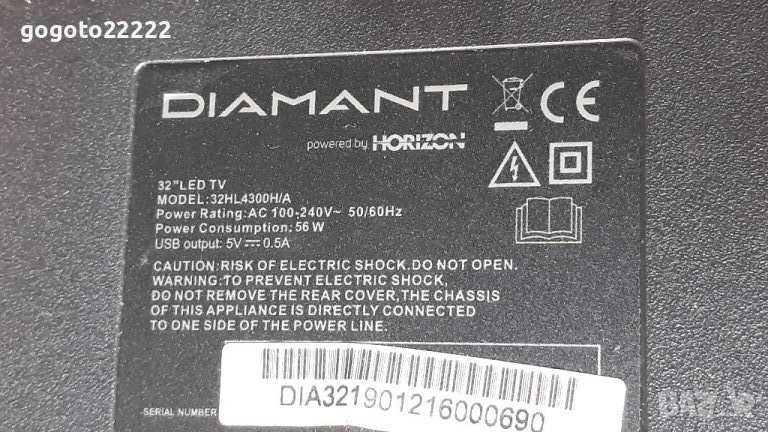 gogoto22222
DIAMANT
powered by HORIZON
CE
32"LED TV
MODEL:32HL4300H/A
Power Rating:AC 100-240V~ 50/60Hz
Power Consumption:56W
USB output: 5V⎓0.5A
CAUTION:RISK OF ELECTRIC SHOCK.DO NOT OPEN.
WARNING:TO PREVENT ELECTRIC SHOCK,
DO NOT REMOVE THE REAR COVER,THE CHASSIS
OF THIS APPLIANCE IS DIRECTLY CONNECTED
TO ONE SIDE OF THE POWER LINE.
SERIAL NUMBER
DIA321901216000690
BAZAR